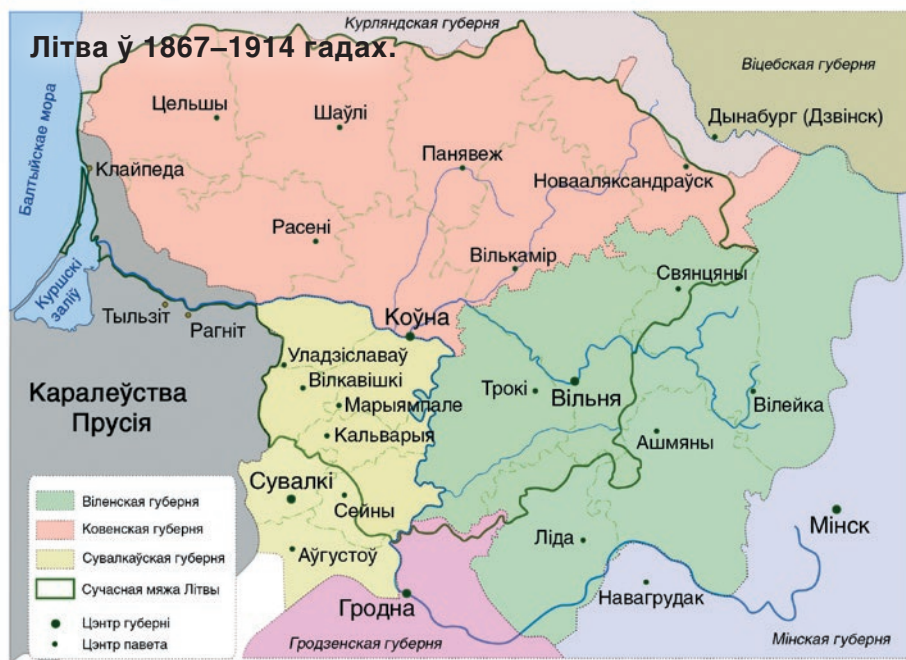 Курляндская губерня
Літва ў 1867–1914 гадах.
Віцебская губерня
Балтыйскае мора
Цельшы
Шаўлі
Дынабург (Дзвінск)
Панявеж
Клайпеда
Новааляксандраўск
Расені
Вількамір
Свянцяны
Куршскі
заліў
Тыльзіт
Рагніт
Коўна
Уладзіславаў
Вілкавішкі
Каралеўства
Прусія
Марыямпале
Трокі
Вільня
Вілейка
Кальварыя
Ашмяны
Сувалкі
Сейны
Мінск
Ліда
Аўгустоў
Навагрудак
Гродна
Гродзенская губерня
Мінская губерня
Віленская губерня
Ковенская губерня
Сувалкаўская губерня
Сучасная мяжа Літвы
Цэнтр губерні
Цэнтр павета